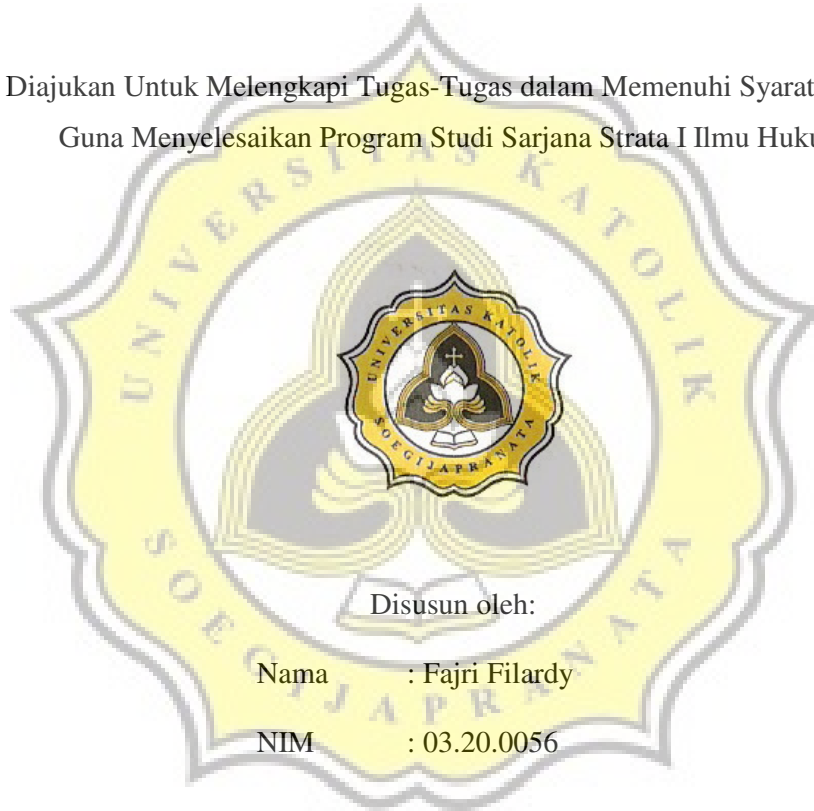 Diajukan Untuk Melengkapi Tugas-Tugas dalam Memenuhi Syarat
Guna Menyelesaikan Program Studi Sarjana Strata I Ilmu
UNIVERSITAS KATOLIK
SOEGIJAPRANATA
UNIVERSITAS KATOLIK
SOEGIJAPRANATA
Disusun oleh:
Nama : Fajri Filardy
NIM : 03.20.0056